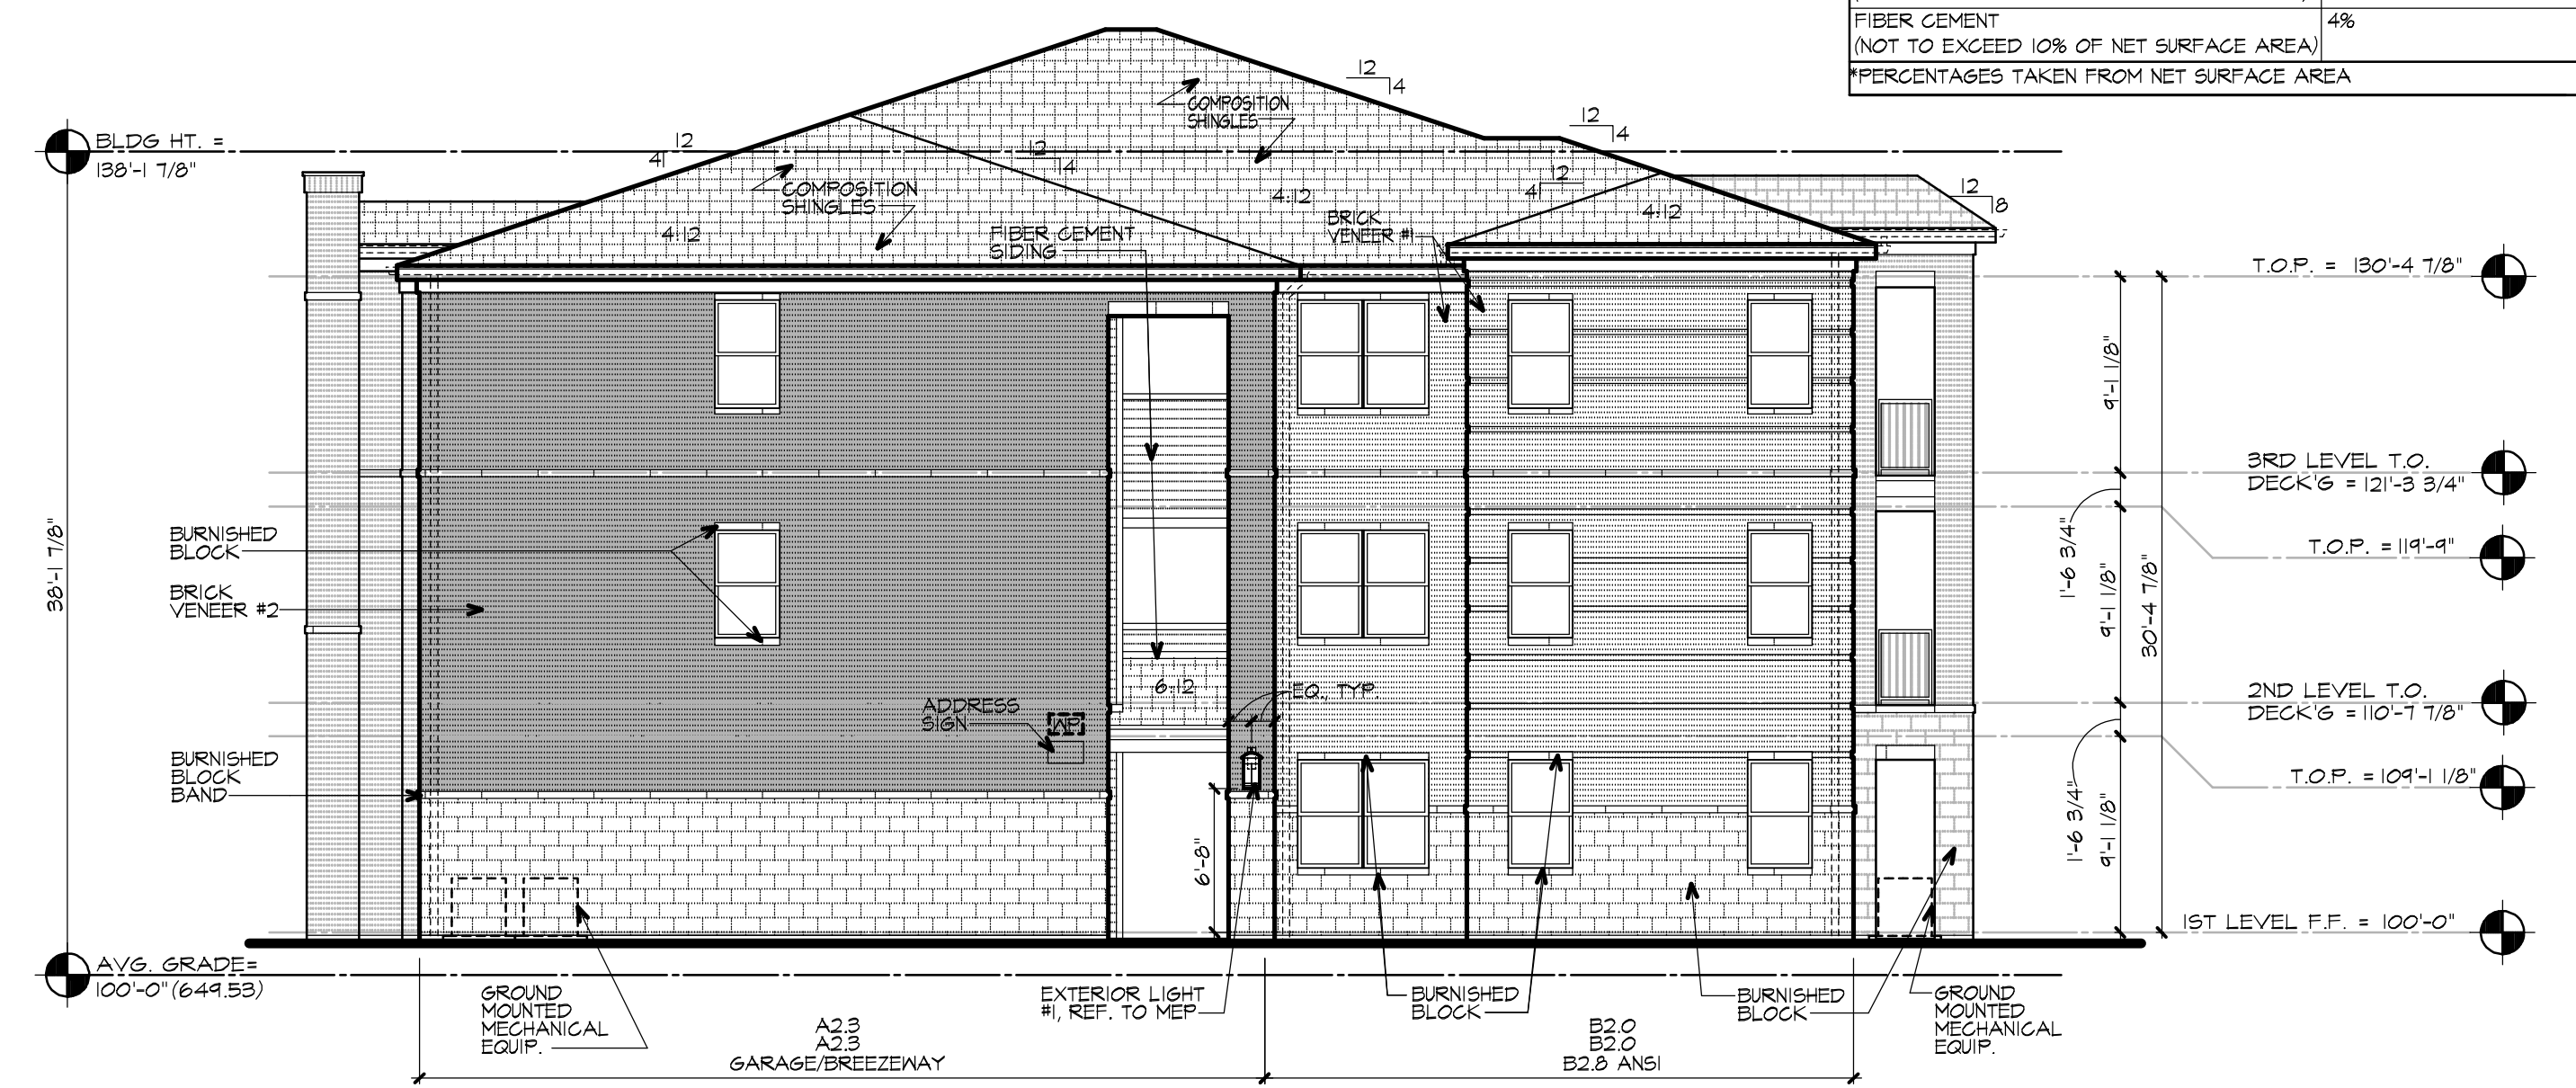 FIBER CEMENT
4%
(NOT TO EXCEED 10% OF NET SURFACE AREA)
*PERCENTAGES TAKEN FROM NET SURFACE AREA
BLDG HT. =
138'-1 7/8"
12
4
COMPOSITION
SHINGLES
12
4
12
4
COMPOSITION
SHINGLES
12
4
12
4
12
8
4:12
4:12
4:12
FIBER CEMENT
SIDING
BRICK
VENEER #1
T.O.P. = 130'-4 7/8"
9'-1 1/8"
3RD LEVEL T.O.
DECK'G = 121'-3 3/4"
1'-6 3/4"
T.O.P. = 119'-9"
9'-1 1/8"
30'-4 7/8"
38'-1 7/8"
BURNISHED
BLOCK
BRICK
VENEER #2
6:12
EQ., TYP.
ADDRESS
SIGN
WP
2ND LEVEL T.O.
DECK'G = 110'-7 7/8"
BURNISHED
BLOCK
BAND
T.O.P. = 109'-1 1/8"
1'-6 3/4"
9'-1 1/8"
6'-8"
1ST LEVEL F.F. = 100'-0"
AVG. GRADE=
100'-0" (649.53)
GROUND
MOUNTED
MECHANICAL
EQUIP.
EXTERIOR LIGHT
#1, REF. TO MEP
BURNISHED
BLOCK
BURNISHED
BLOCK
GROUND
MOUNTED
MECHANICAL
EQUIP.
A2.3
A2.3
GARAGE/BREEZEWAY
B2.0
B2.0
B2.8 ANSI